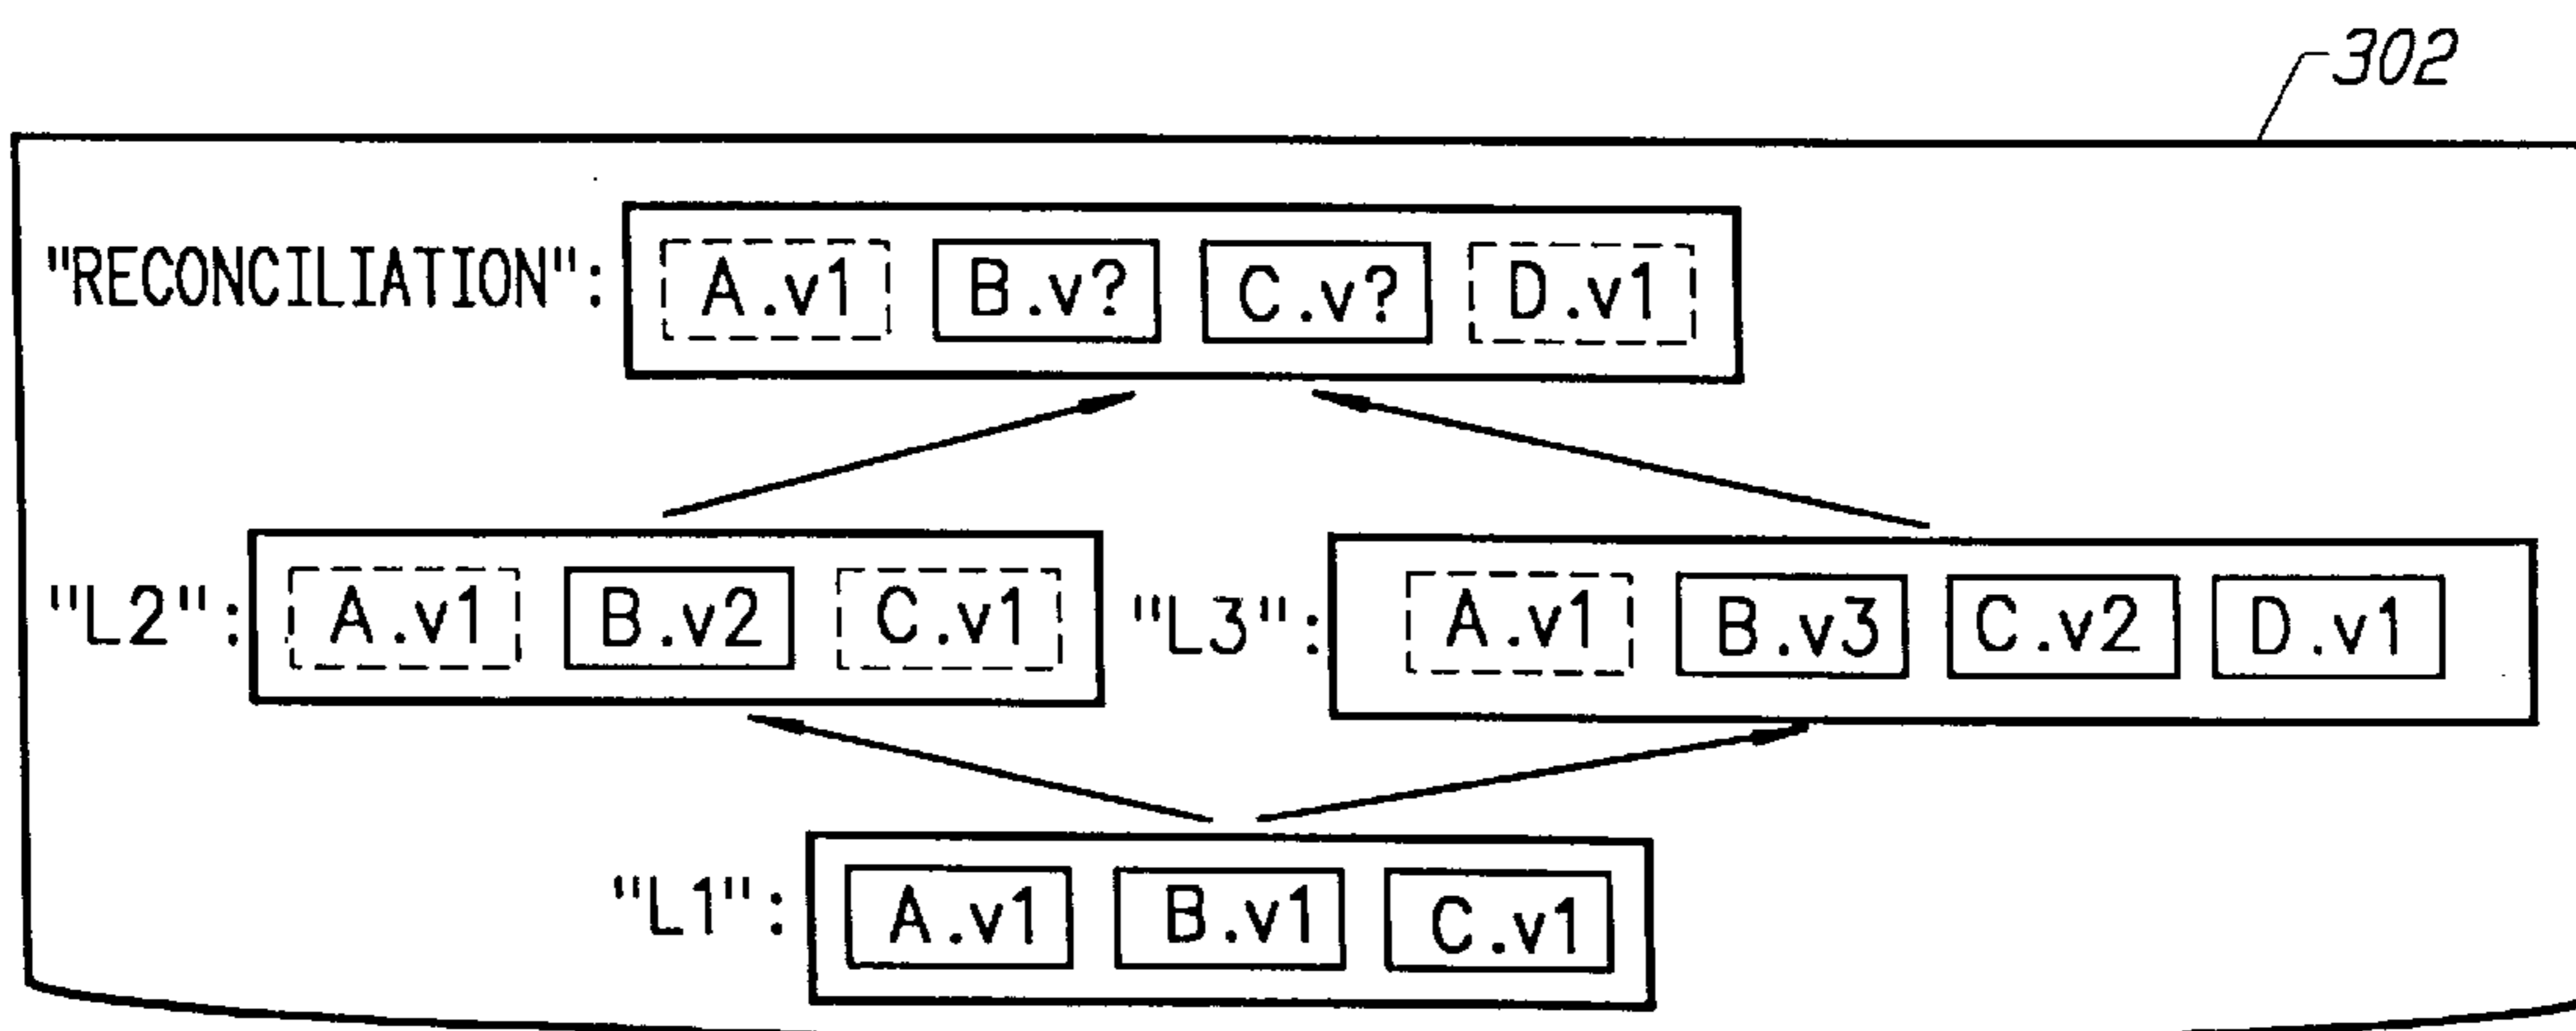 302
"RECONCILIATION": A.v1 B.v? C.v? D.v1
"L2": A.v1 B.v2 C.v1 "L3": A.v1 B.v3 C.v2 D.v1
"L1": A.v1 B.v1 C.v1